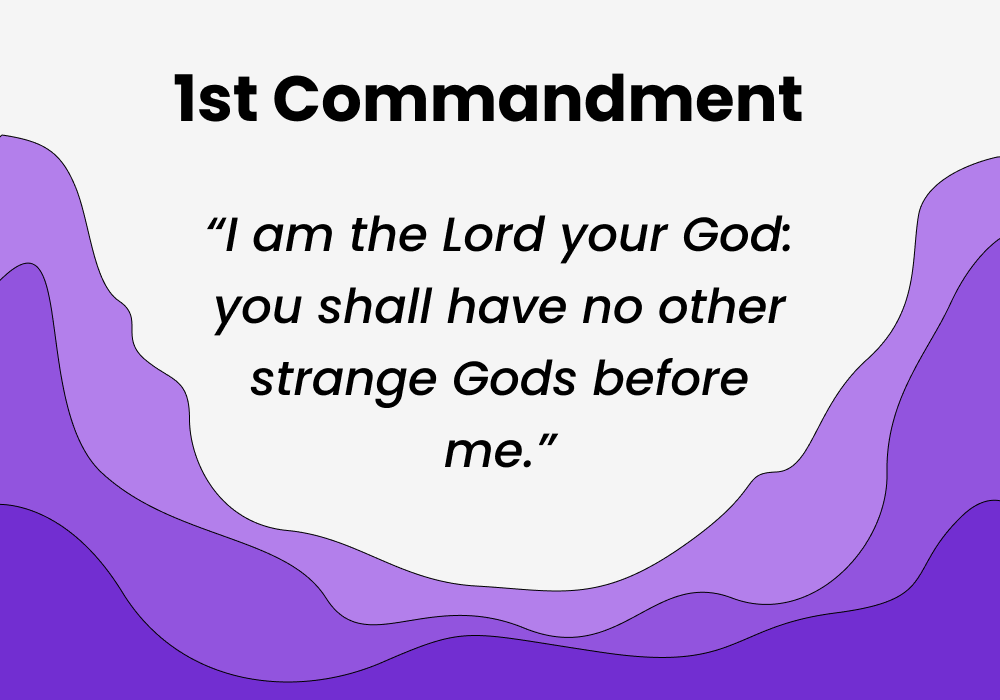 1st Commandment
“I am the Lord your God:
you shall have no other
strange Gods before
me.”